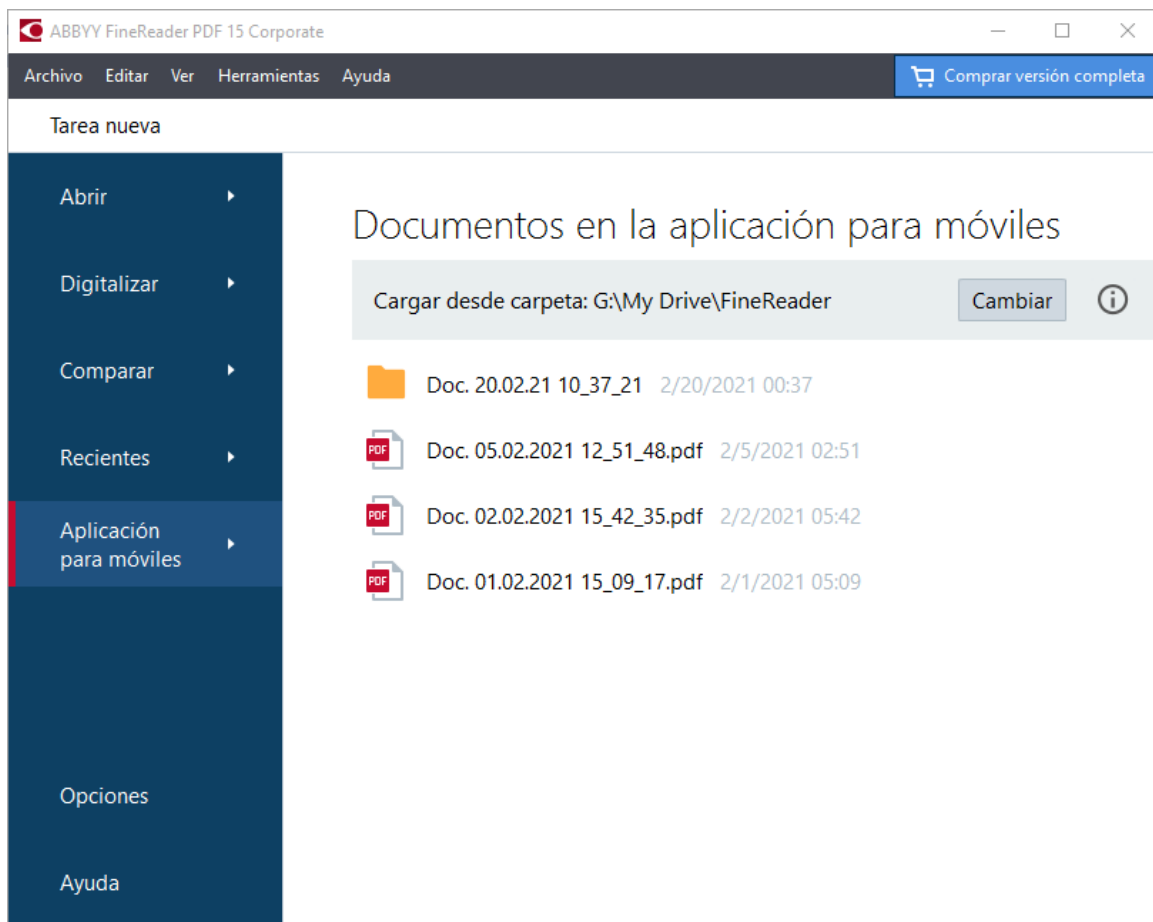 ABBYY FineReader PDF 15 Corporate
Archivo Editar Ver Herramientas Ayuda Comprar versión completa
Tarea nueva
Abrir
Digitalizar
Comparar
Recientes
Aplicación
para móviles
Opciones
Ayuda
Documentos en la aplicación para móviles
Cargar desde carpeta: G:\My Drive\FineReader Cambiar
Doc. 20.02.21 10_37_21 2/20/2021 00:37
PDF Doc. 05.02.2021 12_51_48.pdf 2/5/2021 02:51
PDF Doc. 02.02.2021 15_42_35.pdf 2/2/2021 05:42
PDF Doc. 01.02.2021 15_09_17.pdf 2/1/2021 05:09